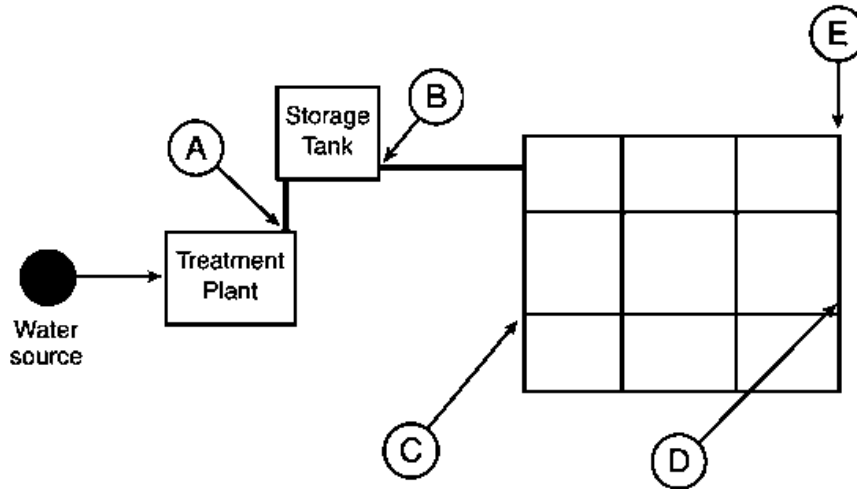 E
B
Storage
Tank
A
Treatment
Plant
Water
source
C
D